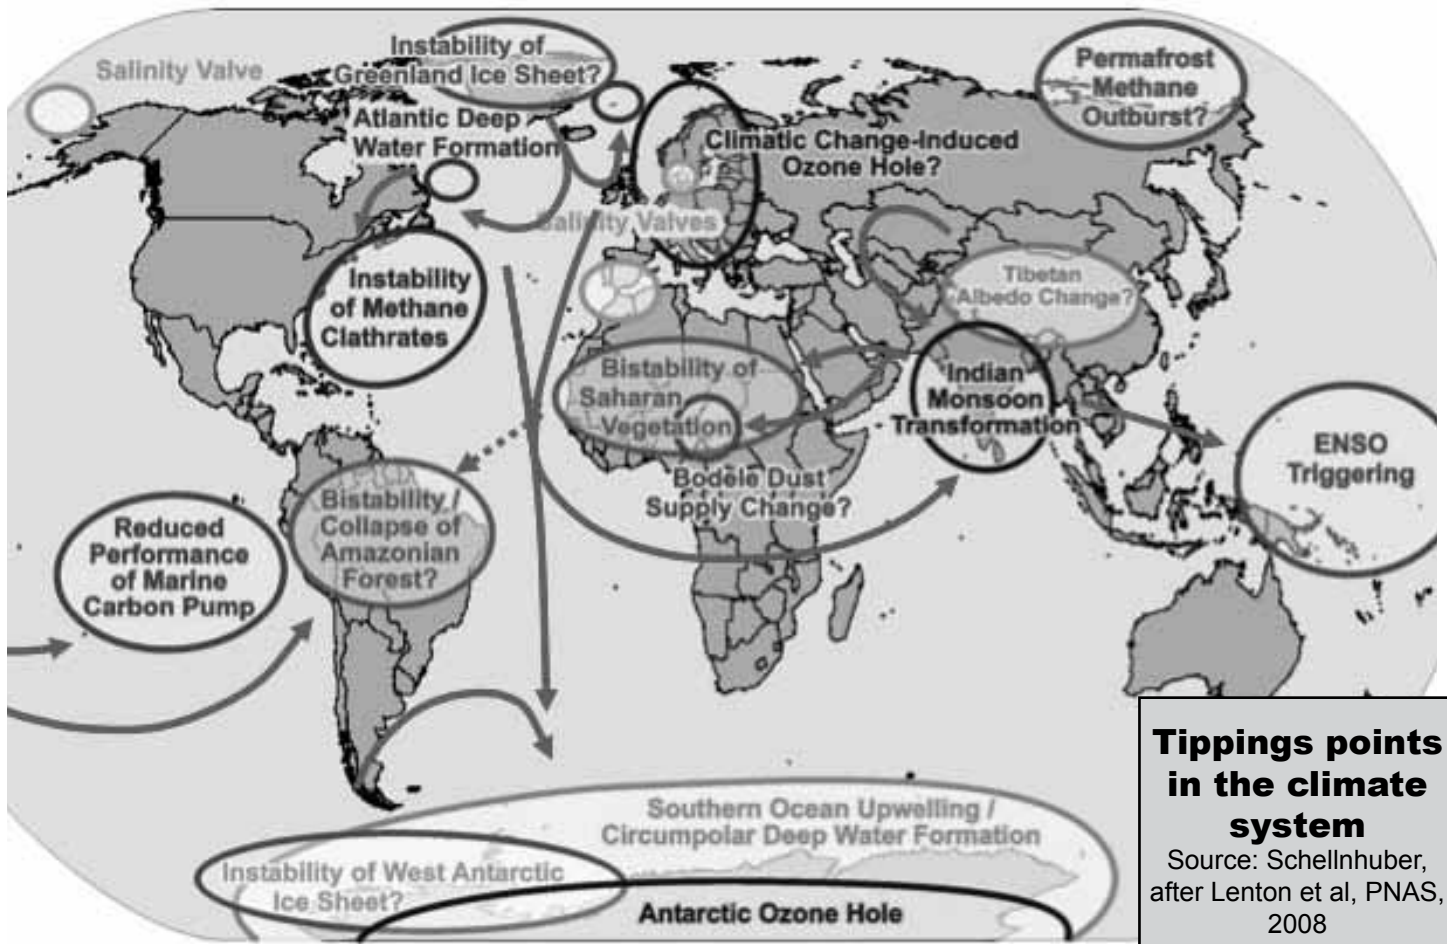 Salinity Valve
Instability of
Greenland Ice Sheet?
Atlantic Deep
Water Formation
Permafrost
Methane
Outburst?
Climatic Change-Induced
Ozone Hole?
Salinity Valves
Instability
of Methane
Clathrates
Tibetan
Albedo Change?
Bistability of
Saharan
Vegetation
Indian
Monsoon
Transformation
ENSO
Triggering
Bodele Dust
Supply Change?
Bistability /
Collapse of
Amazonian
Forest?
Reduced
Performance
of Marine
Carbon Pump
Southern Ocean Upwelling /
Circumpolar Deep Water Formation
Instability of West Antarctic
Ice Sheet?
Antarctic Ozone Hole
Tippings points
in the climate
system
Source: Schellnhuber,
after Lenton et al, PNAS,
2008